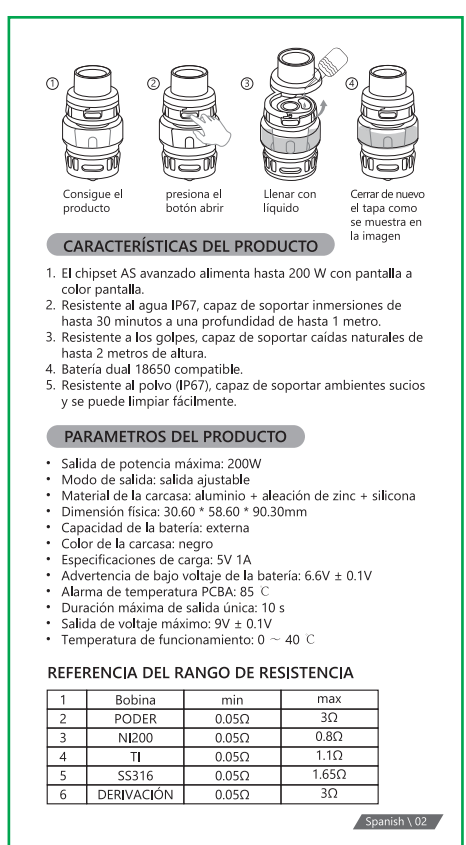 ① ② ③ ④
Consigue el
producto
presiona el
botón abrir
Llenar con
líquido
Cerrar de nuevo
el tapa como
se muestra en
la imagen
CARACTERÍSTICAS DEL PRODUCTO
1. El chipset AS avanzado alimenta hasta 200 W con pantalla a
color pantalla.
2. Resistente al agua IP67, capaz de soportar inmersiones de
hasta 30 minutos a una profundidad de hasta 1 metro.
3. Resistente a los golpes, capaz de soportar caídas naturales de
hasta 2 metros de altura.
4. Batería dual 18650 compatible.
5. Resistente al polvo (IP67), capaz de soportar ambientes sucios
y se puede limpiar fácilmente.
PARAMETROS DEL PRODUCTO
• Salida de potencia máxima: 200W
• Modo de salida: salida ajustable
• Material de la carcasa: aluminio + aleación de zinc + silicona
• Dimensión física: 30.60 * 58.60 * 90.30mm
• Capacidad de la batería: externa
• Color de la carcasa: negro
• Especificaciones de carga: 5V 1A
• Advertencia de bajo voltaje de la batería: 6.6V ± 0.1V
• Alarma de temperatura PCBA: 85 ℃
• Duración máxima de salida única: 10 s
• Salida de voltaje máximo: 9V ± 0.1V
• Temperatura de funcionamiento: 0 ~ 40 ℃
REFERENCIA DEL RANGO DE RESISTENCIA
1 Bobina min max
2 PODER 0.05Ω 3Ω
3 NI200 0.05Ω 0.8Ω
4 TI 0.05Ω 1.1Ω
5 SS316 0.05Ω 1.65Ω
6 DERIVACIÓN 0.05Ω 3Ω
Spanish \ 02